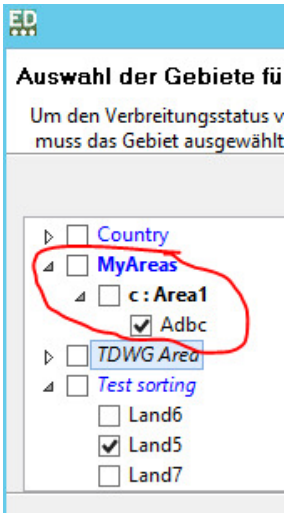 ED
Auswahl der Gebiete fü
Um den Verbreitungsstatus v
muss das Gebiet ausgewählt
Country
MyAreas
c : Area1
Adbc
TDWG Area
Test sorting
Land6
Land5
Land7